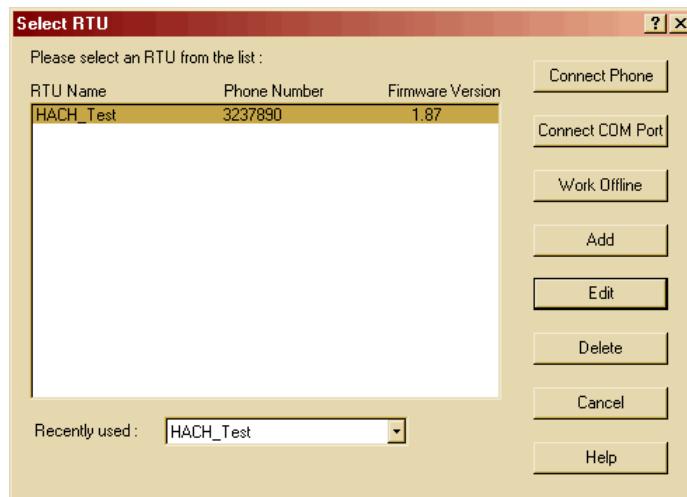 Select RTU
Please select an RTU from the list :
RTU Name Phone Number Firmware Version
HACH_Test 3237890 1.87
Connect Phone
Connect COM Port
Work Offline
Add
Edit
Delete
Cancel
Help
Recently used : HACH_Test